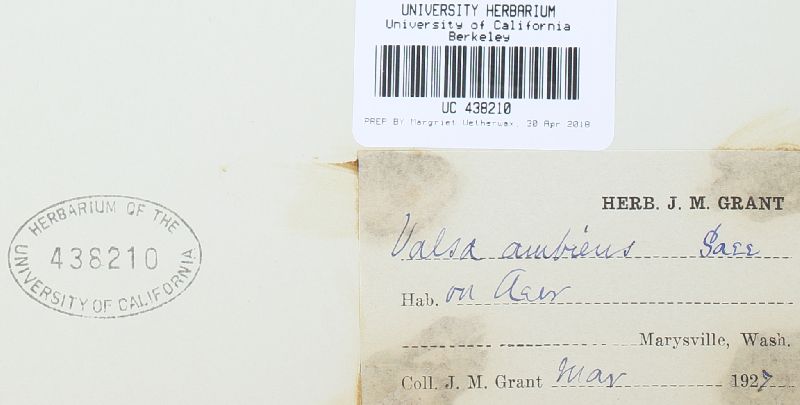 UNIVERSITY HERBARIUM
University of California
Berkeley
UC 438210
PREP BY Margriet Wetherwax, 30 Apr 2018
HERBARIUM OF THE
438210
UNIVERSITY OF CALIFORNIA
HERB. J. M. GRANT
Valsa ambiens Sacc
Hab. on Acer
Marysville, Wash.
Coll. J. M. Grant Mar 1927